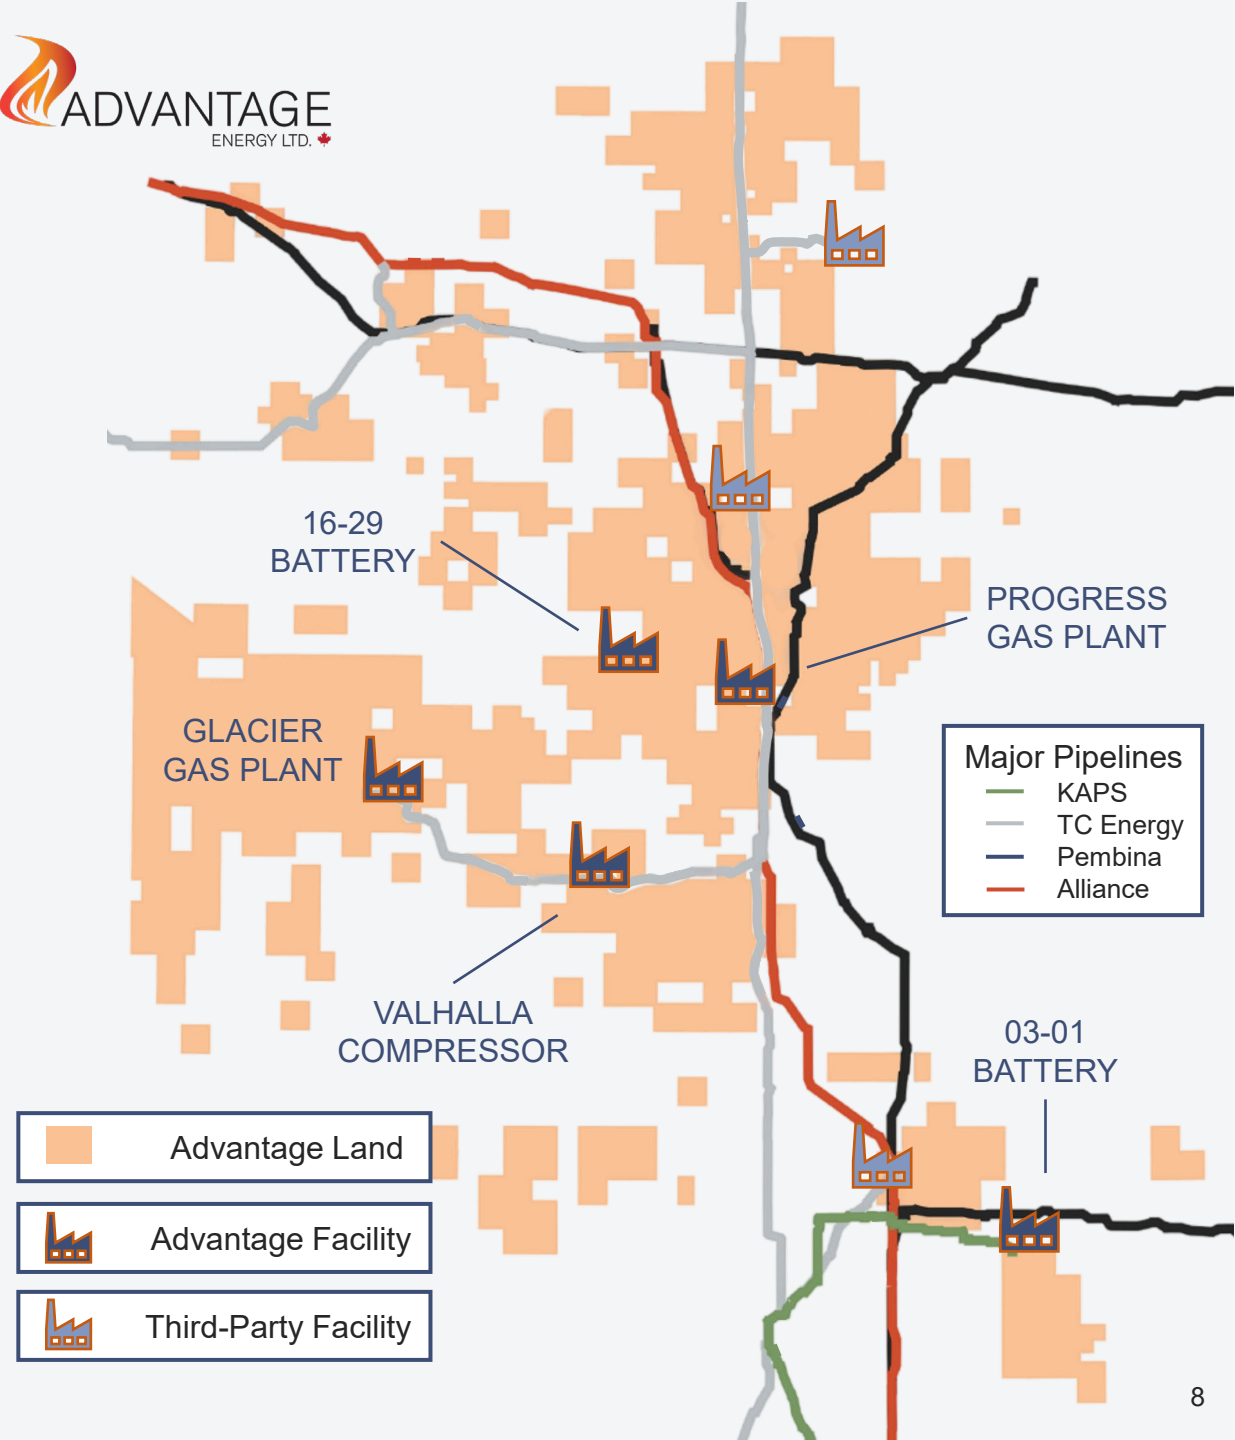 ADVANTAGE
ENERGY LTD.
16-29
BATTERY
PROGRESS
GAS PLANT
GLACIER
GAS PLANT
Major Pipelines
KAPS
TC Energy
Pembina
Alliance
VALHALLA
COMPRESSOR
03-01
BATTERY
Advantage Land
Advantage Facility
Third-Party Facility
8